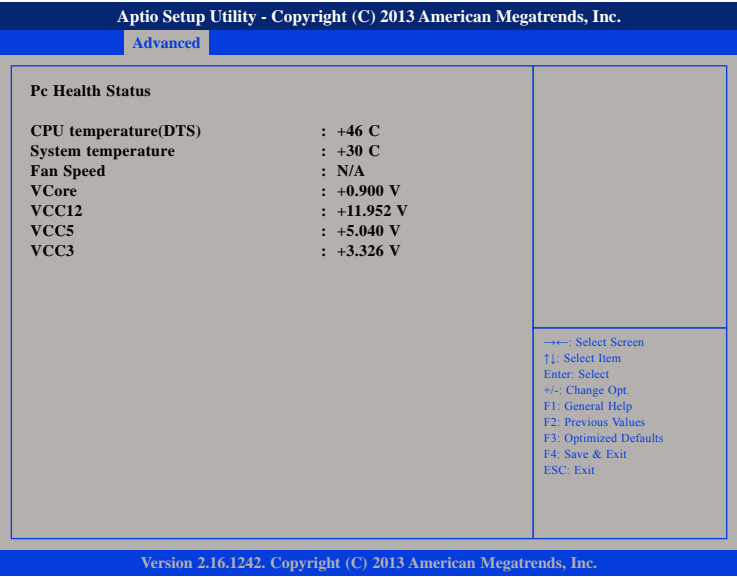 Aptio Setup Utility - Copyright (C) 2013 American Megatrends, Inc.
Advanced
Pc Health Status
CPU temperature(DTS) : +46 C
System temperature : +30 C
Fan Speed : N/A
VCore : +0.900 V
VCC12 : +11.952 V
VCC5 : +5.040 V
VCC3 : +3.326 V
→←: Select Screen
↑↓: Select Item
Enter: Select
+/-: Change Opt.
F1: General Help
F2: Previous Values
F3: Optimized Defaults
F4: Save & Exit
ESC: Exit
Version 2.16.1242. Copyright (C) 2013 American Megatrends, Inc.